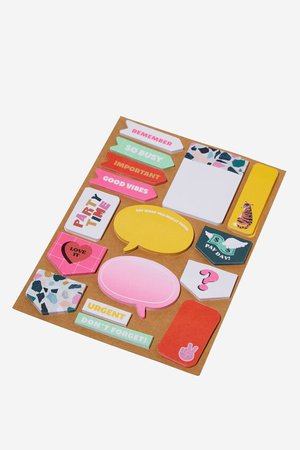 REMEMBER
SO BUSY
IMPORTANT
GOOD VIBES
PARTY
TIME
LOVE
IT
PAY DAY!
?
URGENT
DON'T FORGET!